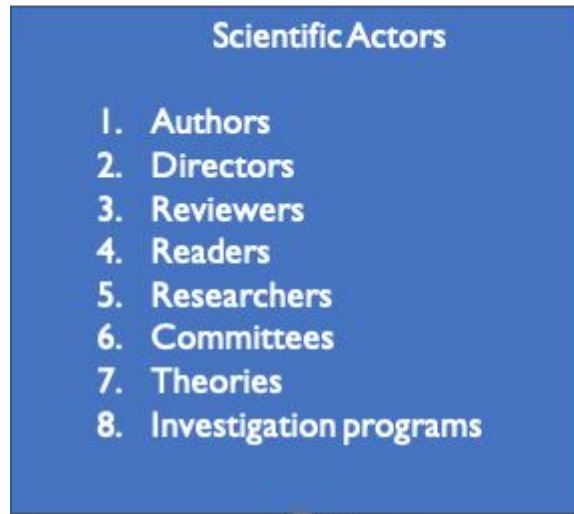 Scientific Actors
1. Authors
2. Directors
3. Reviewers
4. Readers
5. Researchers
6. Committees
7. Theories
8. Investigation programs